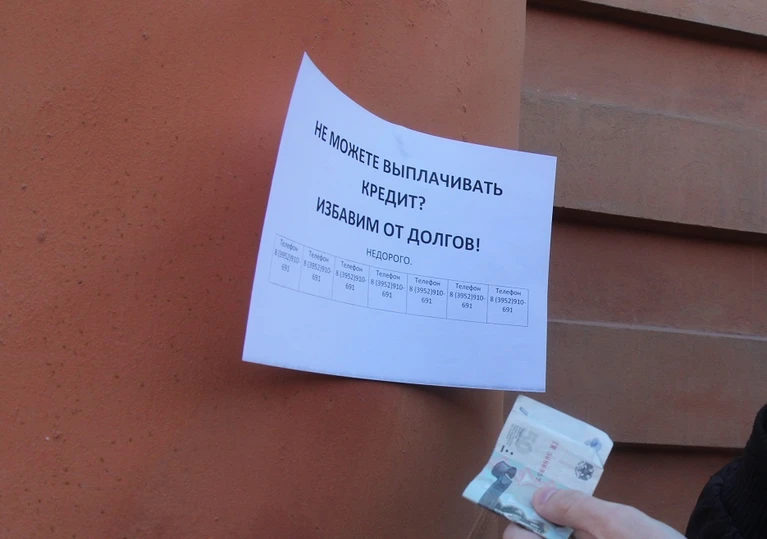 НЕ МОЖЕТЕ ВЫПЛАЧИВАТЬ
КРЕДИТ?
ИЗБАВИМ ОТ ДОЛГОВ!
НЕДОРОГО.
Телефон
8 (3952)910-
691
Телефон
8 (3952)910-
691
Телефон
8 (3952)910-
691
Телефон
8 (3952)910-
691
Телефон
8 (3952)910-
691
Телефон
8 (3952)910-
691
Телефон
8 (3952)910-
691
50